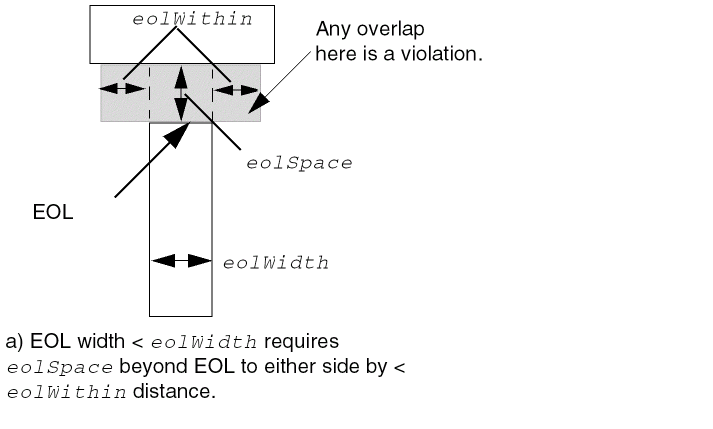 eolWithin
Any overlap
here is a violation.
eolSpace
EOL
eolWidth
a) EOL width < eolWidth requires
eolSpace beyond EOL to either side by <
eolWithin distance.